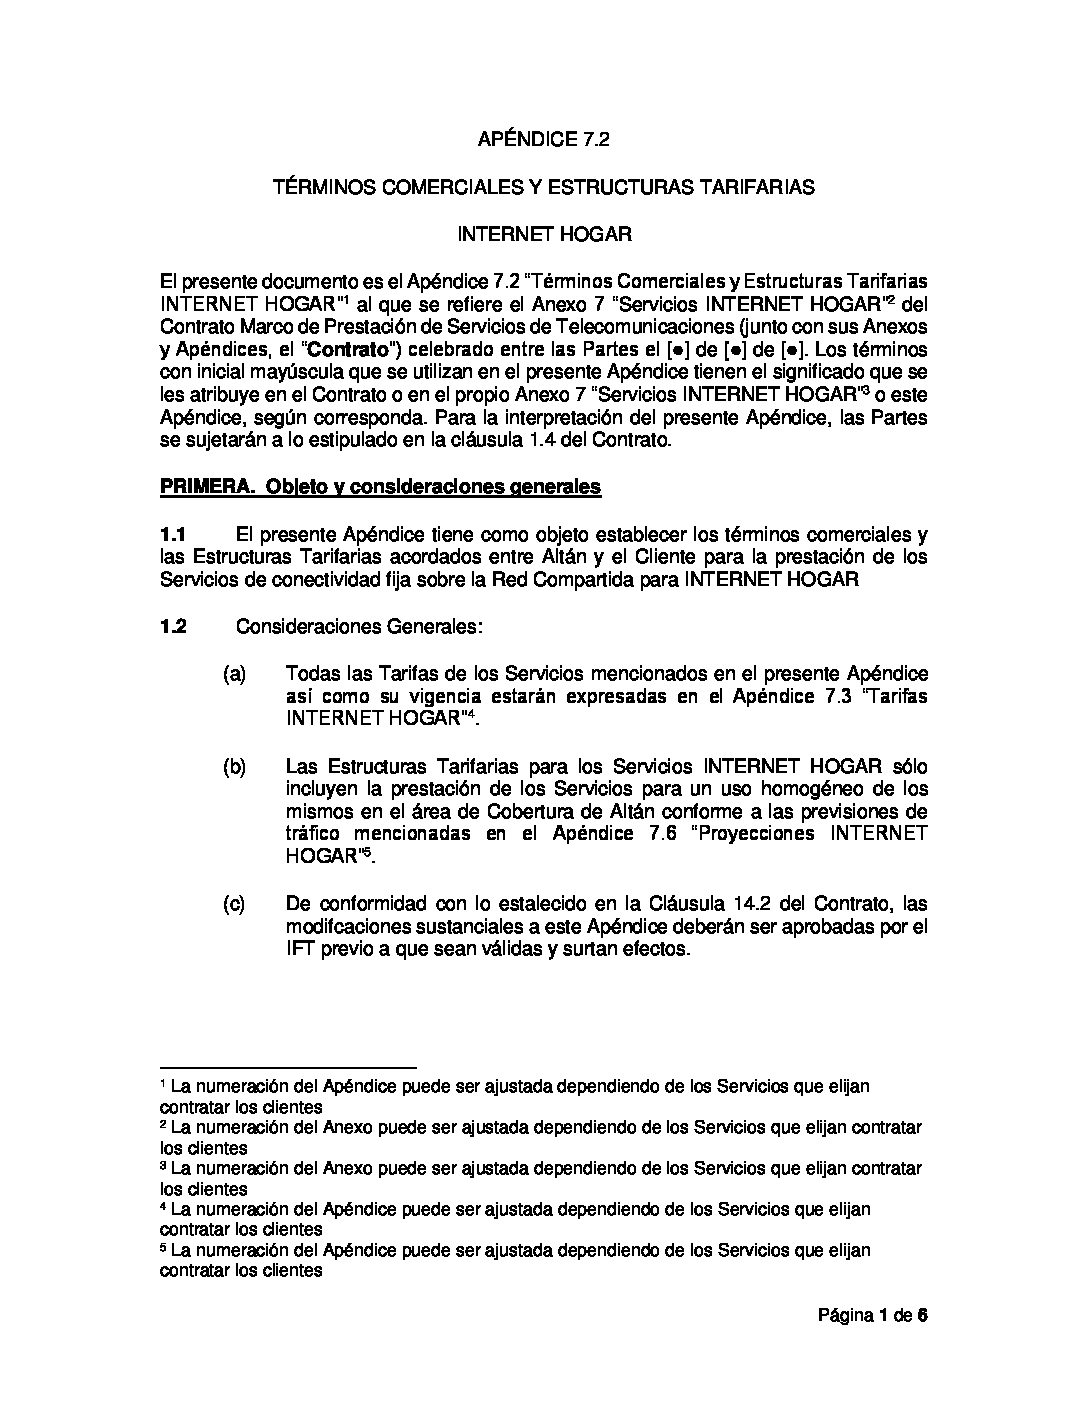 APÉNDICE 7.2
TÉRMINOS COMERCIALES Y ESTRUCTURAS TARIFARIAS
INTERNET HOGAR
El presente documento es el Apéndice 7.2 “Términos Comerciales y Estructuras Tarifarias
INTERNET HOGAR”¹ al que se refiere el Anexo 7 “Servicios INTERNET HOGAR”² del
Contrato Marco de Prestación de Servicios de Telecomunicaciones (junto con sus Anexos
y Apéndices, el “Contrato”) celebrado entre las Partes el [●] de [●] de [●]. Los términos
con inicial mayúscula que se utilizan en el presente Apéndice tienen el significado que se
les atribuye en el Contrato o en el propio Anexo 7 “Servicios INTERNET HOGAR”³ o este
Apéndice, según corresponda. Para la interpretación del presente Apéndice, las Partes
se sujetarán a lo estipulado en la cláusula 1.4 del Contrato.
PRIMERA. Objeto y consideraciones generales
1.1 El presente Apéndice tiene como objeto establecer los términos comerciales y
las Estructuras Tarifarias acordados entre Altán y el Cliente para la prestación de los
Servicios de conectividad fija sobre la Red Compartida para INTERNET HOGAR
1.2 Consideraciones Generales:
(a) Todas las Tarifas de los Servicios mencionados en el presente Apéndice
así como su vigencia estarán expresadas en el Apéndice 7.3 “Tarifas
INTERNET HOGAR”⁴.
(b) Las Estructuras Tarifarias para los Servicios INTERNET HOGAR sólo
incluyen la prestación de los Servicios para un uso homogéneo de los
mismos en el área de Cobertura de Altán conforme a las previsiones de
tráfico mencionadas en el Apéndice 7.6 “Proyecciones INTERNET
HOGAR”⁵.
(c) De conformidad con lo estalecido en la Cláusula 14.2 del Contrato, las
modifcaciones sustanciales a este Apéndice deberán ser aprobadas por el
IFT previo a que sean válidas y surtan efectos.
¹ La numeración del Apéndice puede ser ajustada dependiendo de los Servicios que elijan
contratar los clientes
² La numeración del Anexo puede ser ajustada dependiendo de los Servicios que elijan contratar
los clientes
³ La numeración del Anexo puede ser ajustada dependiendo de los Servicios que elijan contratar
los clientes
⁴ La numeración del Apéndice puede ser ajustada dependiendo de los Servicios que elijan
contratar los clientes
⁵ La numeración del Apéndice puede ser ajustada dependiendo de los Servicios que elijan
contratar los clientes
Página 1 de 6